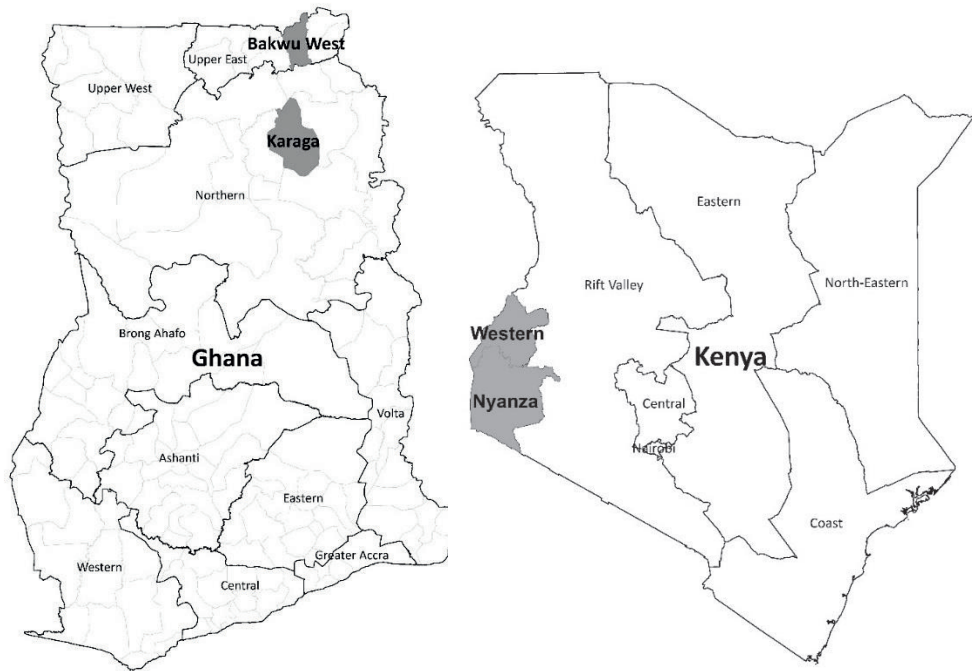 Bakwu West
Upper East
Upper West
Karaga
Northern
Brong Ahafo
Ghana
Volta
Ashanti
Eastern
Greater Accra
Western
Central
Eastern
North-Eastern
Rift Valley
Western
Kenya
Nyanza
Central
Nairobi
Coast